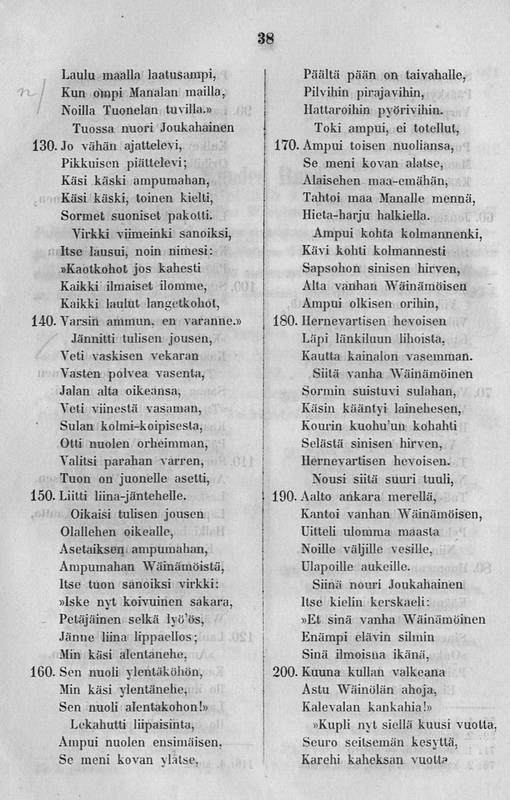 38
Laulu maalla laatusampi,
n/ Kun ompi Manalan mailla,
Noilla Tuonelan tuvilla.»
Tuossa nuori Joukahainen
130. Jo vähän ajattelevi,
Pikkuisen piättelevi;
Käsi käski ampumahan,
Käsi käski, toinen kielti,
Sormet suoniset pakotti.
Virkki viimeinki sanoiksi,
Itse lausui, noin nimesi:
»Kaotkohot jos kahesti
Kaikki ilmaiset ilomme,
Kaikki laulut langetkohot,
140. Varsin ammun, en varanne.»
Jännitti tulisen jousen,
Veti vaskisen vekaran
Vasten polvea vasenta,
Jalan alta oikeansa,
Veti viinestä vasaman,
Sulan kolmi-koipisesta,
Otti nuolen orheimman,
Valitsi parahan varren,
Tuon on juonelle asetti,
150. Liitti liina-jäntehelle.
Oikaisi tulisen jousen
Olallehen oikealle,
Asetaiksen ampumahan,
Ampumahan Wäinämöistä,
Itse tuon sanoiksi virkki:
»Iske nyt koivuinen sakara,
Petäjäinen selkä lyö'ös,
Jänne liina lippaellos;
Min käsi alentanehe,
160. Sen nuoli ylentäköhön,
Min käsi ylentänehe,
Sen nuoli alentakohon!»
Lekahutti liipaisinta,
Ampui nuolen ensimäisen,
Se meni kovan ylätse,
Päältä pään on taivahalle,
Pilvihin pirajavihin,
Hattaroihin pyörivihin.
Toki ampui, ei totellut,
170. Ampui toisen nuoliansa,
Se meni kovan alatse,
Alaisehen maa-emähän,
Tahtoi maa Manalle mennä,
Hieta-harju halkiella.
Ampui kohta kolmannenki,
Kävi kohti kolmannesti
Sapsohon sinisen hirven,
Alta vanhan Wäinämöisen
Ampui olkisen orihin,
180. Hernevartisen hevoisen
Läpi länkiluun lihoista,
Kautta kainalon vasemman.
Siitä vanha Wäinämöinen
Sormin suistuvi sulahan,
Käsin kääntyi lainehesen,
Kourin kuohu'un kohahti
Selästä sinisen hirven,
Hernevartisen hevoisen.
Nousi siitä suuri tuuli,
190. Aalto ankara merellä,
Kantoi vanhan Wäinämöisen,
Uitteli ulomma maasta
Noille väljille vesille,
Ulapoille aukeille.
Siinä nouri Joukahainen
Itse kielin kerskaeli:
»Et sinä vanha Wäinämöinen
Enämpi elävin silmin
Sinä ilmoisna ikänä,
200. Kuuna kullan valkeana
Astu Wäinölän ahoja,
Kalevalan kankahia!»
»Kupli nyt siellä kuusi vuotta,
Seuro seitsemän kesyttä,
Karehi kaheksan vuotta